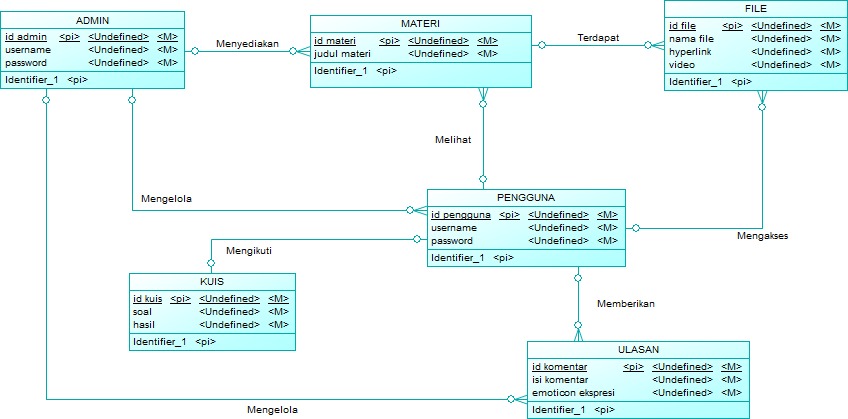 ADMIN
id admin <pi> <Undefined> <M>
username <Undefined> <M>
password <Undefined> <M>
Identifier_1 <pi>
Menyediakan
MATERI
id materi <pi> <Undefined> <M>
judul materi <Undefined> <M>
Identifier_1 <pi>
Terdapat
FILE
id file <pi> <Undefined> <M>
nama file <Undefined> <M>
hyperlink <Undefined> <M>
video <Undefined> <M>
Identifier_1 <pi>
Melihat
Mengelola
PENGGUNA
id pengguna <pi> <Undefined> <M>
username <Undefined> <M>
password <Undefined> <M>
Identifier_1 <pi>
Mengakses
Mengikuti
KUIS
id kuis <pi> <Undefined> <M>
soal <Undefined> <M>
hasil <Undefined> <M>
Identifier_1 <pi>
Memberikan
ULASAN
id komentar <pi> <Undefined> <M>
isi komentar <Undefined> <M>
emoticon ekspresi <Undefined> <M>
Identifier_1 <pi>
Mengelola